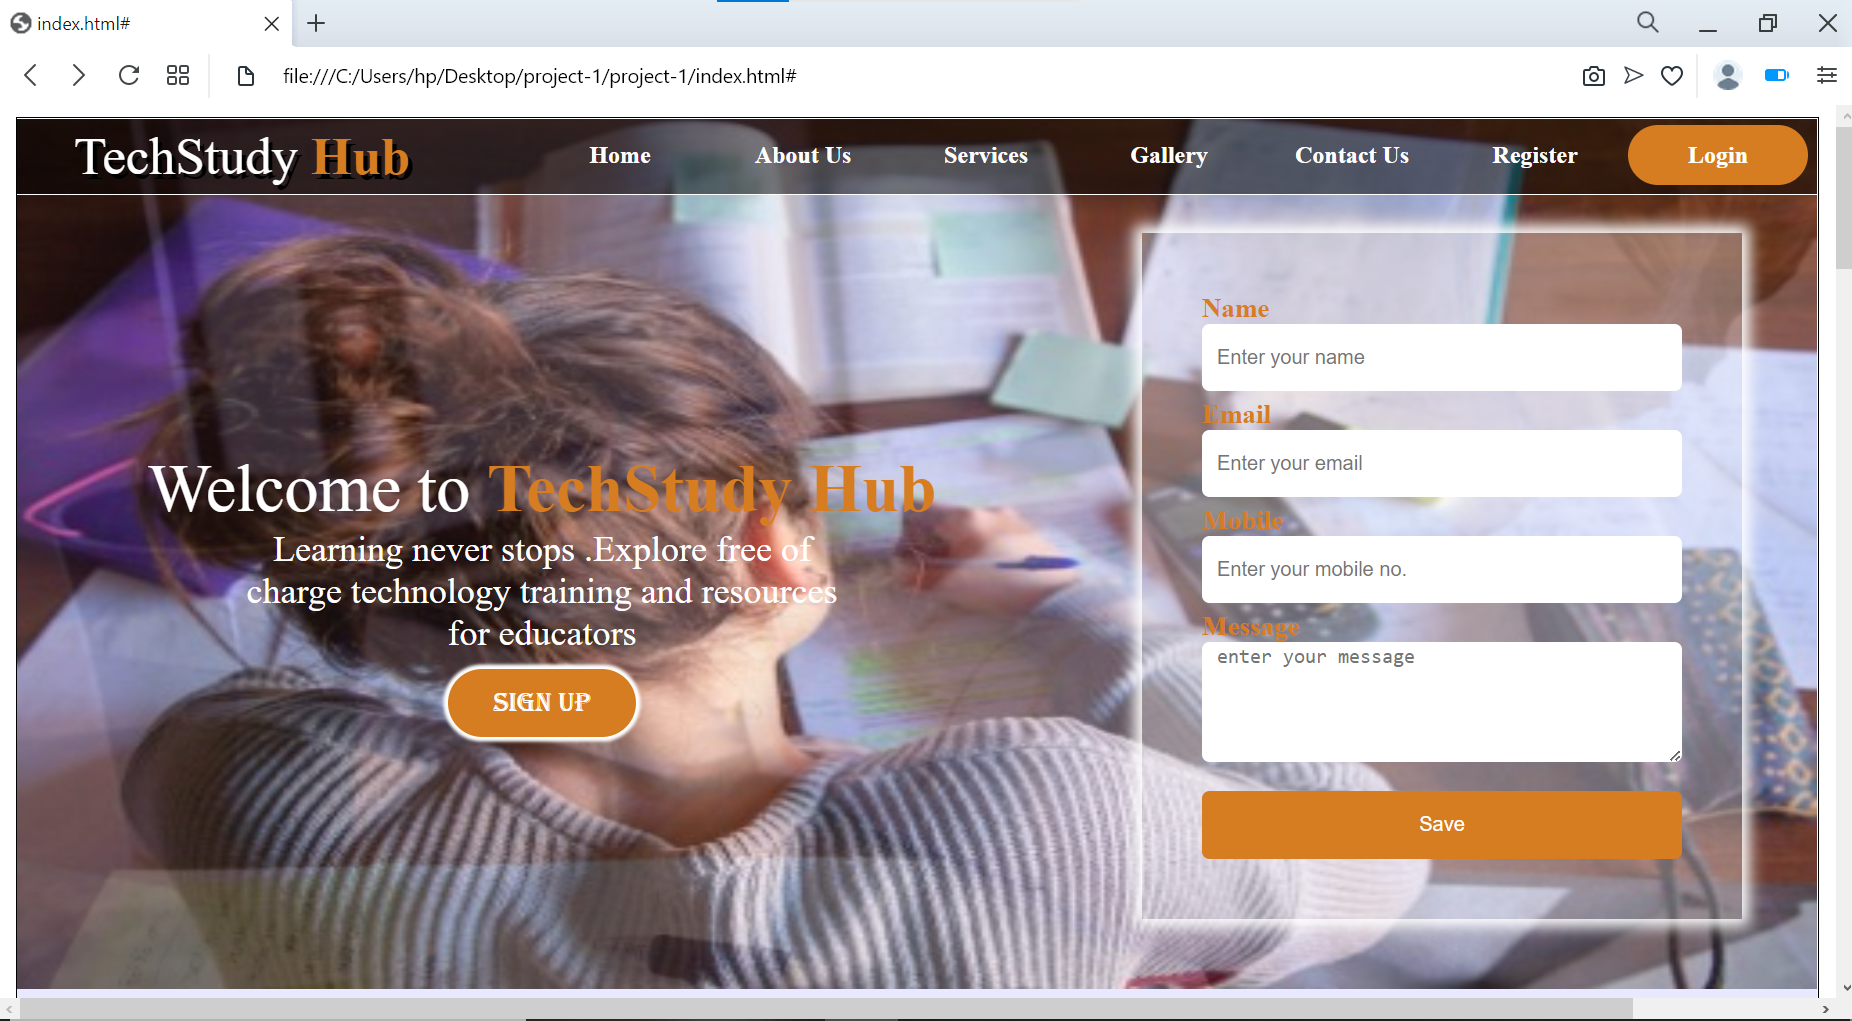 index.html#
file:///C:/Users/hp/Desktop/project-1/project-1/index.html#
TechStudy Hub
Home
About Us
Services
Gallery
Contact Us
Register
Login
Welcome to TechStudy Hub
Learning never stops .Explore free of
charge technology training and resources
for educators
SIGN UP
Name
Enter your name
Email
Enter your email
Mobile
Enter your mobile no.
Message
enter your message
Save